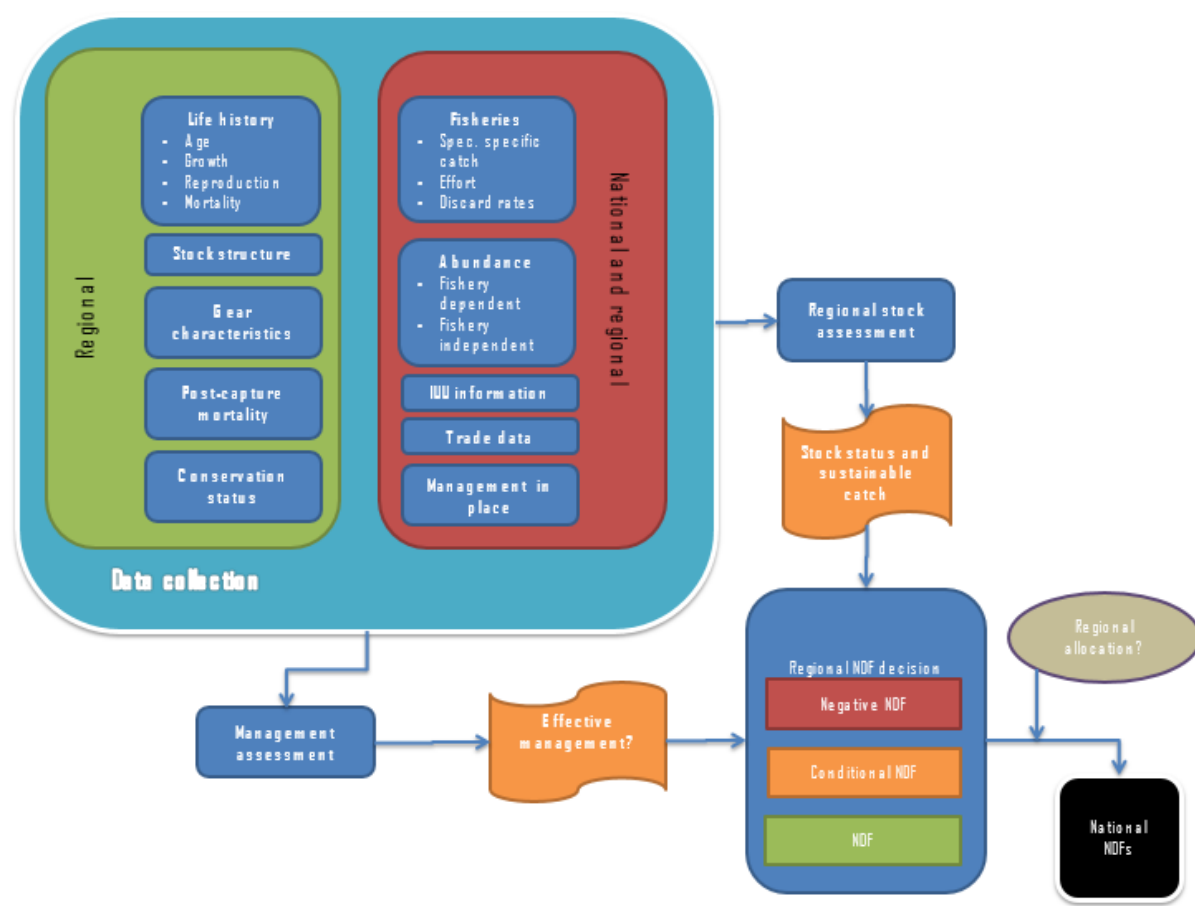 Regional
Life history
- Age
- Growth
- Reproduction
- Mortality
Stock structure
Gear
characteristics
Post-capture
mortality
Conservation
status
Fisheries
- Spec. specific
catch
- Effort
- Discard rates
Abundance
- Fishery
dependent
- Fishery
independent
IUU information
Trade data
Management in
place
National and regional
Data collection
Regional stock
assessment
Stock status and
sustainable
catch
Management
assessment
Effective
management?
Regional NDF decision
Negative NDF
Conditional NDF
NDF
Regional
allocation?
National
NDFs